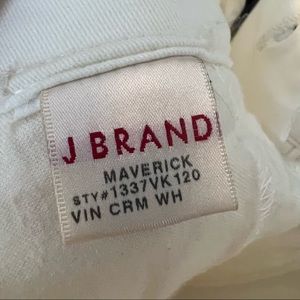 J BRAND
MAVERICK
STY#1337VK120
VIN CRM WH